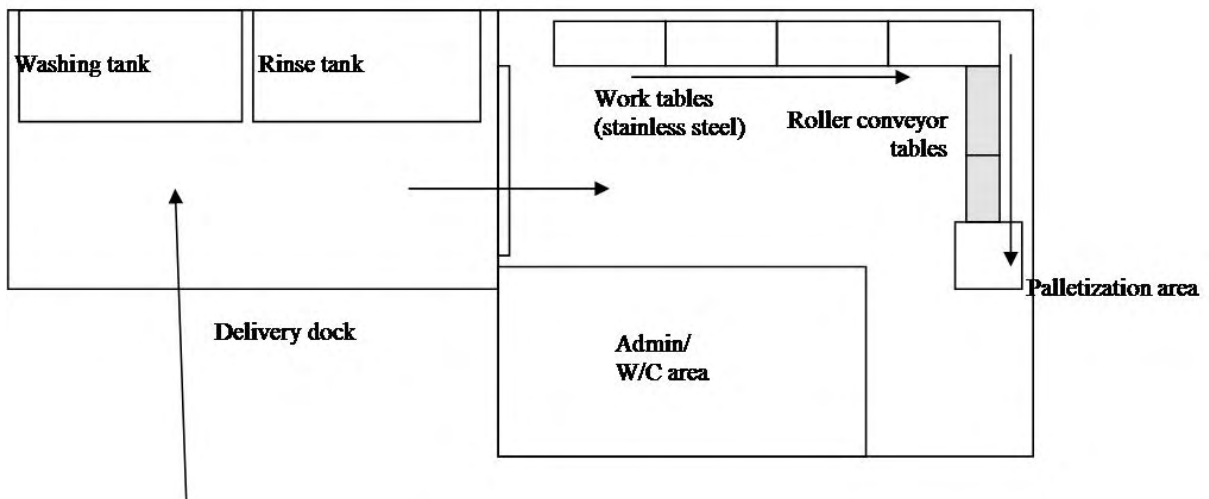 Washing tank
Rinse tank
Work tables
(stainless steel)
Roller conveyor
tables
Palletization area
Delivery dock
Admin/
W/C area